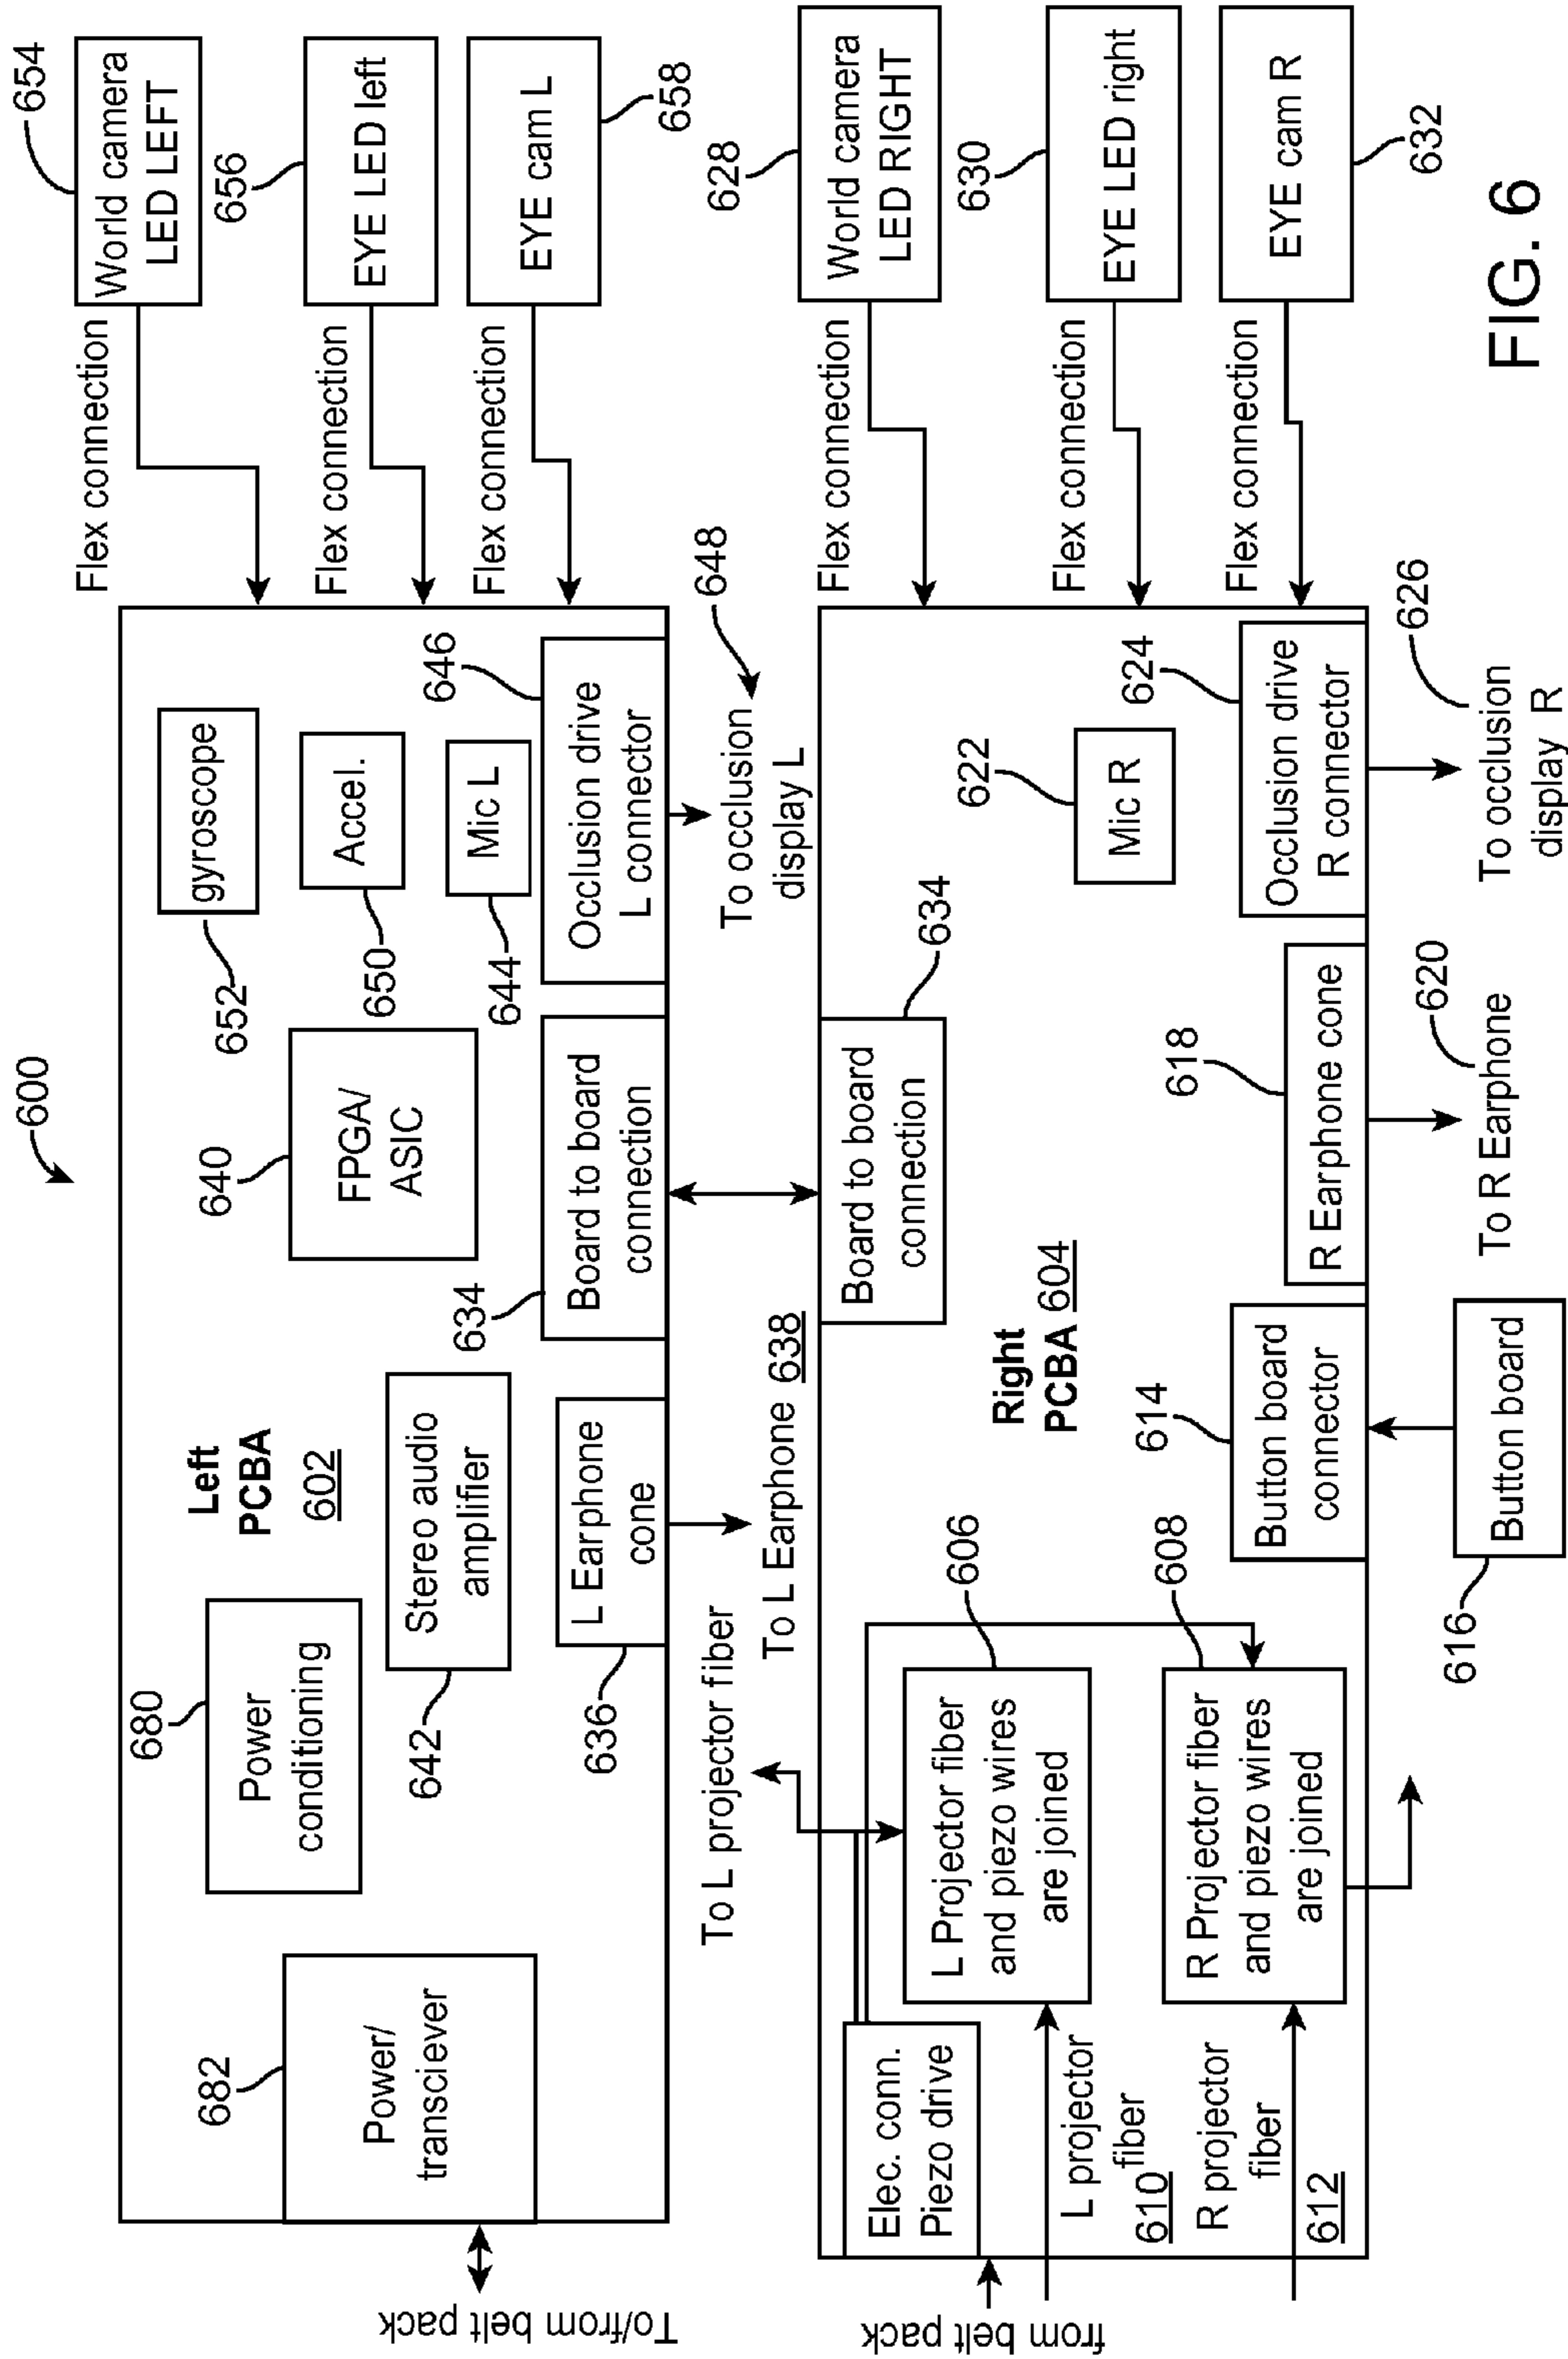 600
654
World camera
LED LEFT
Flex connection
656
EYE LED left
Flex connection
EYE cam L
658
Flex connection
gyroscope
652
Accel.
650
Mic L
644
646
Occlusion drive
L connector
648
To occlusion
display L
640
FPGA/
ASIC
634
Board to board
connection
Left
PCBA
602
Stereo audio
amplifier
642
L Earphone
cone
636
To L Earphone 638
680
Power
conditioning
682
Power/
transciever
To/from belt pack
To L projector fiber
628
World camera
LED RIGHT
Flex connection
630
EYE LED right
Flex connection
EYE cam R
632
Flex connection
Board to board
connection
634
Right
PCBA 604
622
Mic R
624
Occlusion drive
R connector
626
To occlusion
display R
618
R Earphone cone
620
To R Earphone
614
Button board
connector
616
Button board
606
L Projector fiber
and piezo wires
are joined
608
R Projector fiber
and piezo wires
are joined
Elec. conn.
Piezo drive
L projector
fiber
610
R projector
fiber
612
from belt pack
FIG. 6